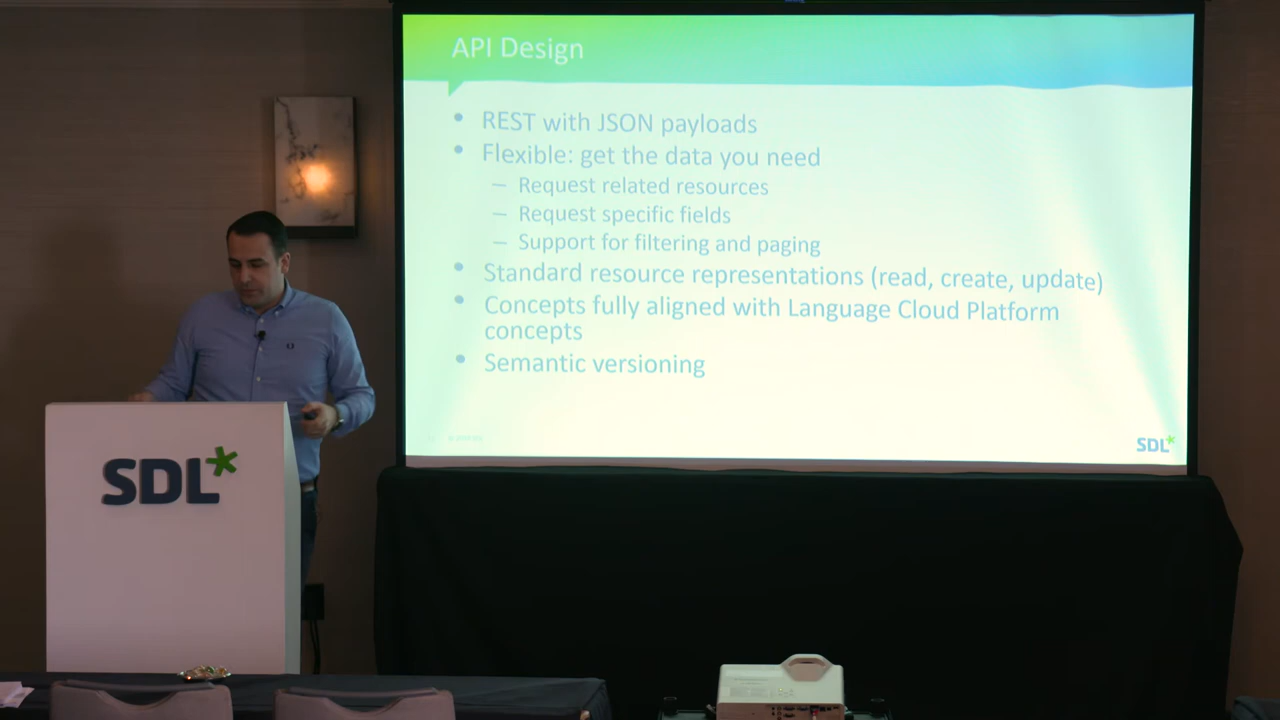 API Design
• REST with JSON payloads
• Flexible: get the data you need
– Request related resources
– Request specific fields
– Support for filtering and paging
• Standard resource representations (read, create, update)
• Concepts fully aligned with Language Cloud Platform
concepts
• Semantic versioning
SDL*
SDL*